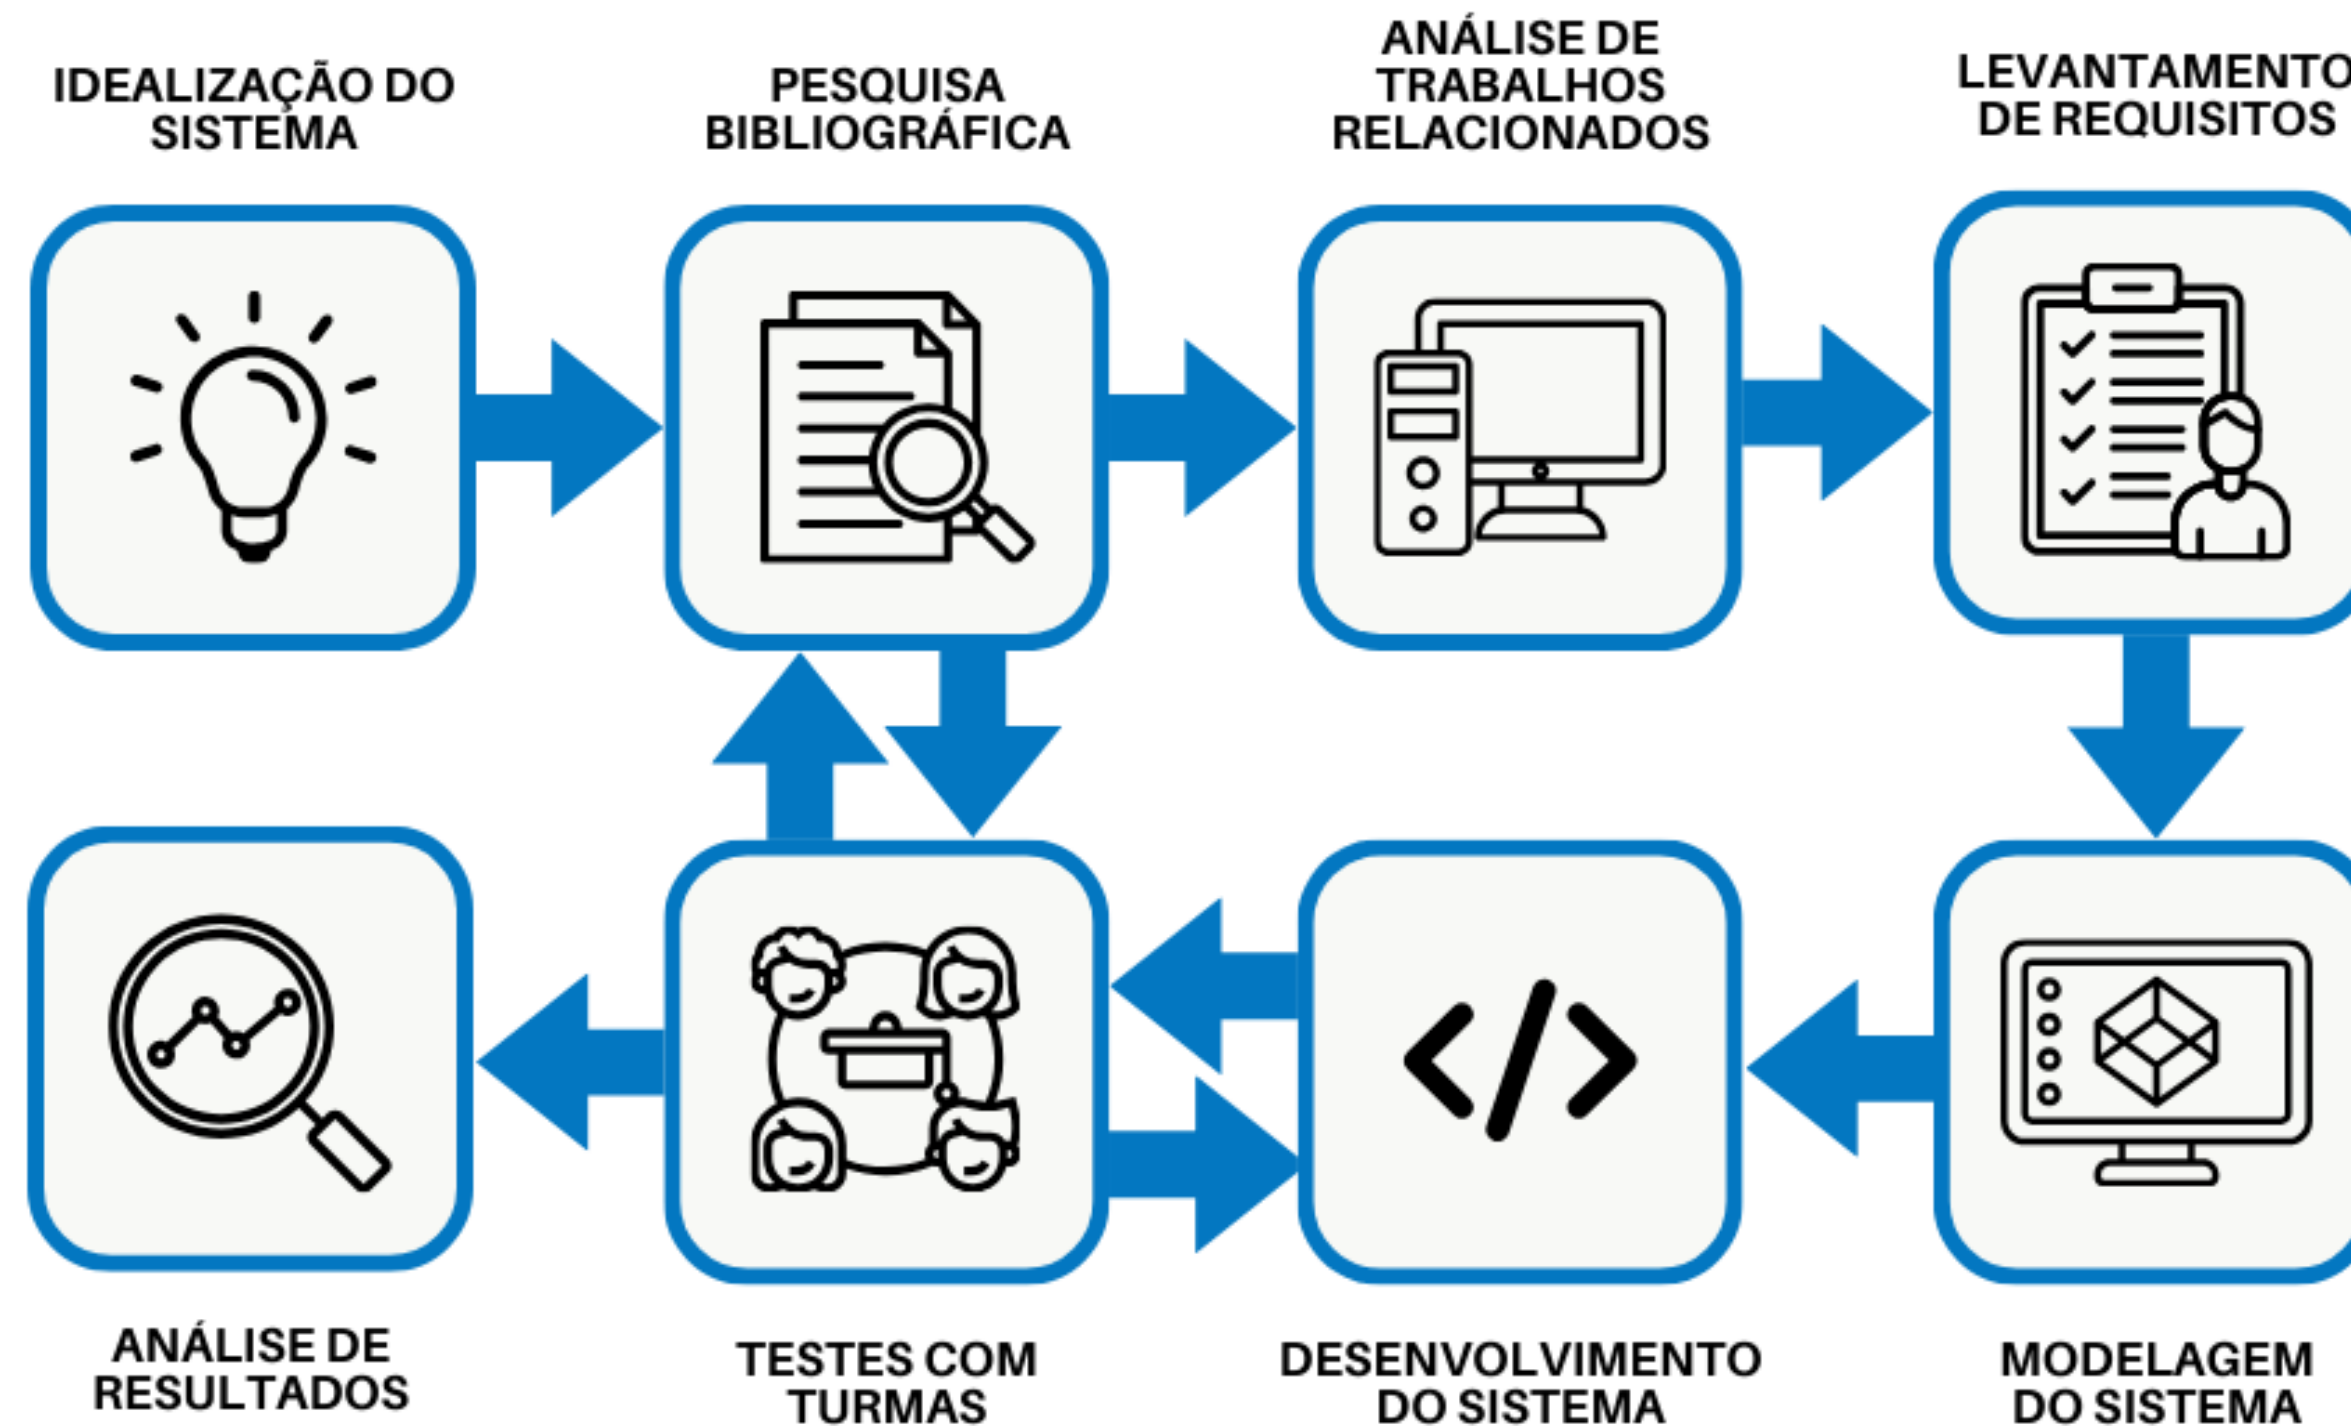 IDEALIZAÇÃO DO
SISTEMA
PESQUISA
BIBLIOGRÁFICA
ANÁLISE DE
TRABALHOS
RELACIONADOS
LEVANTAMENTO
DE REQUISITOS
ANÁLISE DE
RESULTADOS
TESTES COM
TURMAS
DESENVOLVIMENTO
DO SISTEMA
MODELAGEM
DO SISTEMA